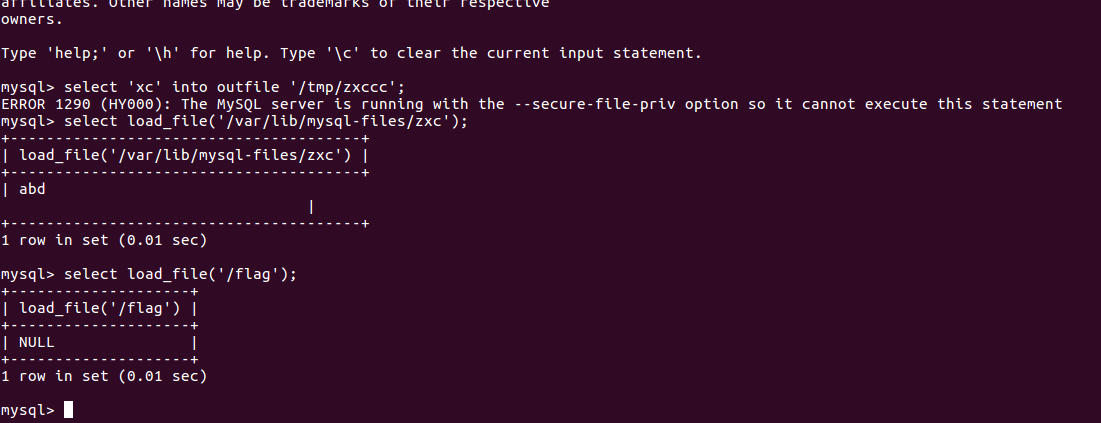 affiliates. Other names may be trademarks of their respective
owners.
Type 'help;' or '\h' for help. Type '\c' to clear the current input statement.
mysql> select 'xc' into outfile '/tmp/zxccc';
ERROR 1290 (HY000): The MySQL server is running with the --secure-file-priv option so it cannot execute this statement
mysql> select load_file('/var/lib/mysql-files/zxc');
+---------------------------------------+
| load_file('/var/lib/mysql-files/zxc') |
+---------------------------------------+
| abd
                                  |
+---------------------------------------+
1 row in set (0.01 sec)
mysql> select load_file('/flag');
+--------------------+
| load_file('/flag') |
+--------------------+
| NULL               |
+--------------------+
1 row in set (0.01 sec)
mysql>